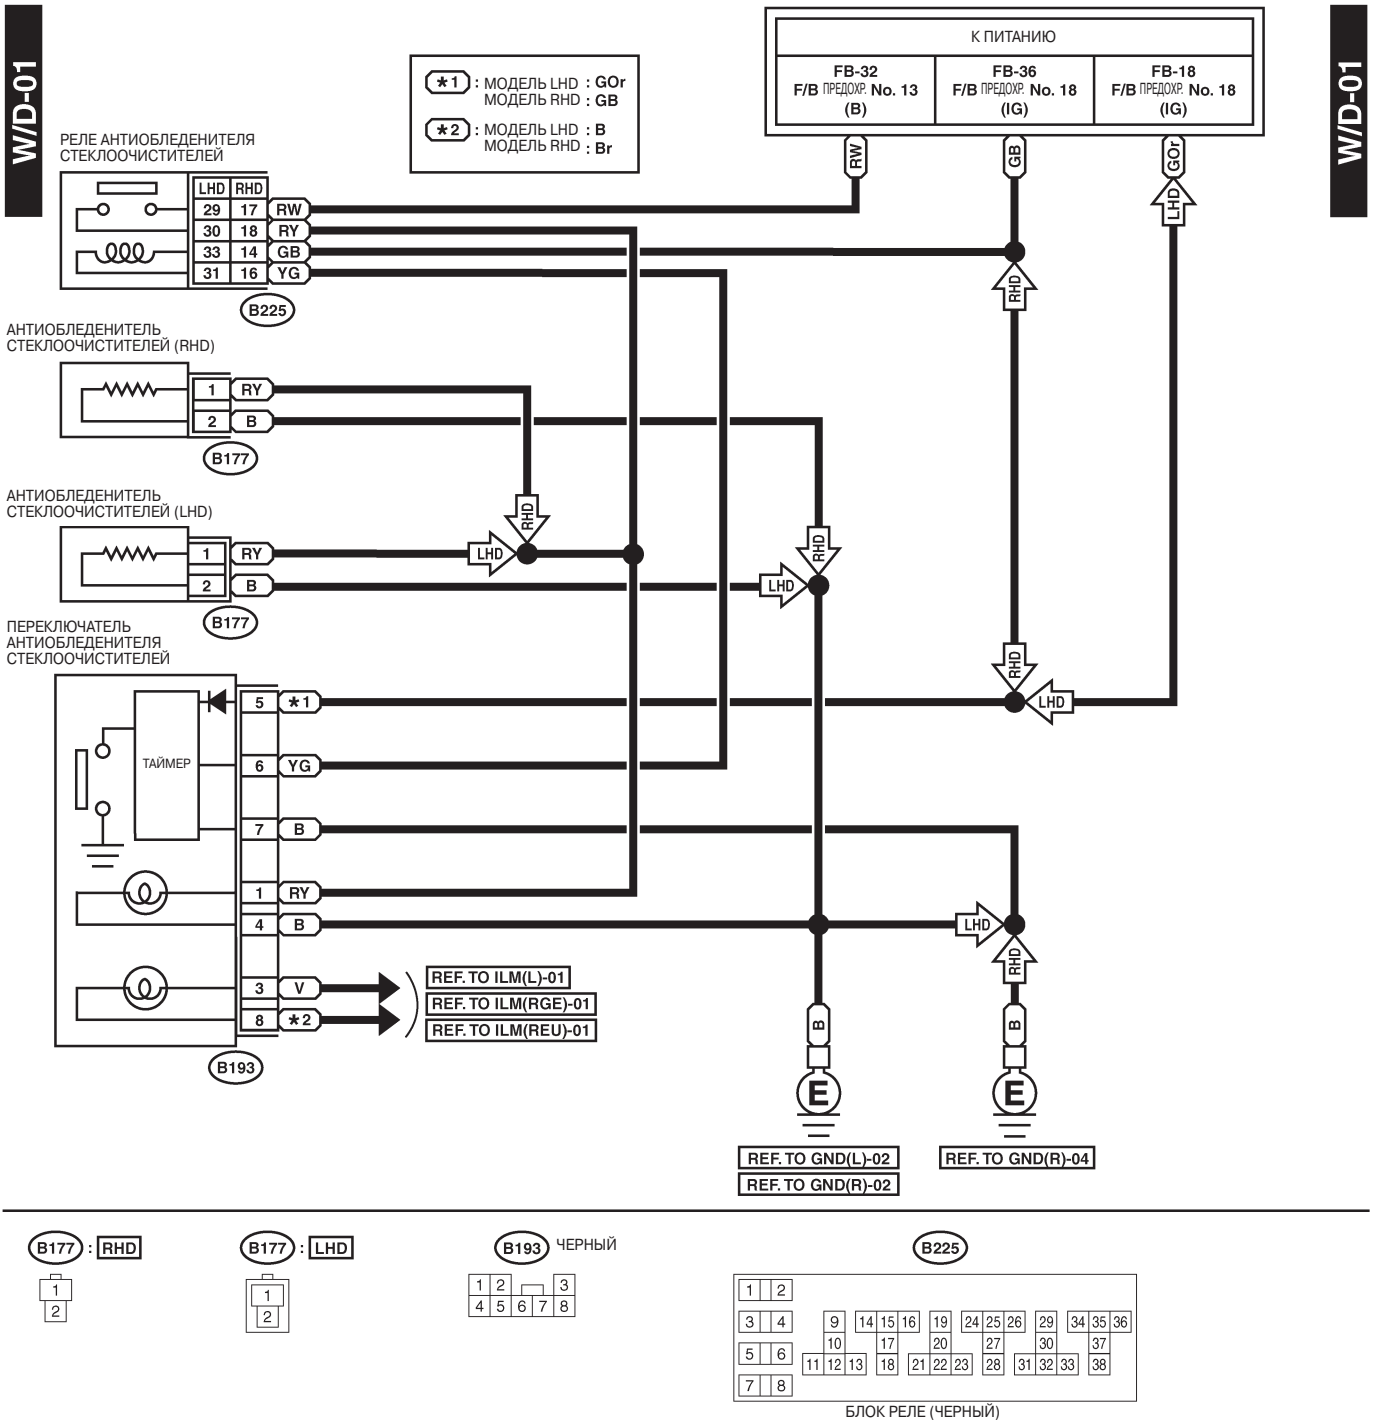 W/D-01
W/D-01
К ПИТАНИЮ
FB-32
F/B ПРЕДОХР. No. 13
(B)
FB-36
F/B ПРЕДОХР. No. 18
(IG)
FB-18
F/B ПРЕДОХР. No. 18
(IG)
*1 : МОДЕЛЬ LHD : GOr
МОДЕЛЬ RHD : GB
*2 : МОДЕЛЬ LHD : B
МОДЕЛЬ RHD : Br
RW
GB
GOr
LHD
РЕЛЕ АНТИОБЛЕДЕНИТЕЛЯ
СТЕКЛООЧИСТИТЕЛЕЙ
LHD RHD
29 17 RW
30 18 RY
33 14 GB
31 16 YG
B225
RHD
АНТИОБЛЕДЕНИТЕЛЬ
СТЕКЛООЧИСТИТЕЛЕЙ (RHD)
1 RY
2 B
B177
RHD
RHD
АНТИОБЛЕДЕНИТЕЛЬ
СТЕКЛООЧИСТИТЕЛЕЙ (LHD)
1 RY LHD
2 B LHD
B177
ПЕРЕКЛЮЧАТЕЛЬ
АНТИОБЛЕДЕНИТЕЛЯ
СТЕКЛООЧИСТИТЕЛЕЙ
RHD
5 *1 LHD
ТАЙМЕР
6 YG
7 B
1 RY
4 B LHD
RHD
3 V
8 *2
REF. TO ILM(L)-01
REF. TO ILM(RGE)-01
REF. TO ILM(REU)-01
B193
B
B
E
E
REF. TO GND(L)-02
REF. TO GND(R)-02
REF. TO GND(R)-04
B177 : RHD
1
2
B177 : LHD
1
2
B193 ЧЕРНЫЙ
1 2 3
4 5 6 7 8
B225
1 2
3 4 9 14 15 16 19 24 25 26 29 34 35 36
10 17 20 27 30 37
5 6 11 12 13 18 21 22 23 28 31 32 33 38
7 8
БЛОК РЕЛЕ (ЧЕРНЫЙ)